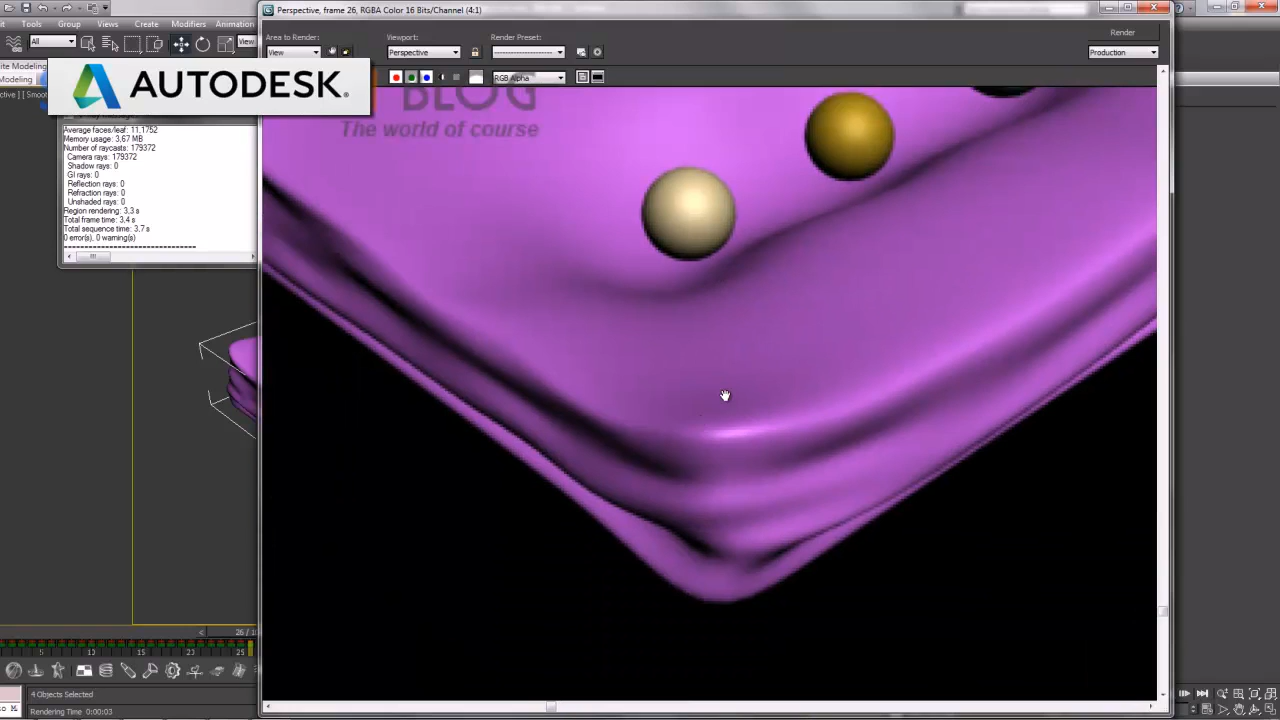 Perspective, frame 26, RGBA Color 16 Bits/Channel (4:1)
Tools Group Views Create Modifiers Animation
Area to Render: Viewport: Render Preset: Render
View Perspective -------------------- Production
All View
RGB Alpha
AUTODESK.
BLOG
The world of course
Average faces/leaf: 11,1752
Memory usage: 3,67 MB
Number of raycasts: 179372
Camera rays: 179372
Shadow rays: 0
GI rays: 0
Reflection rays: 0
Refraction rays: 0
Unshaded rays: 0
Region rendering: 3,3 s
Total frame time: 3,4 s
Total sequence time: 3.7 s
0 error(s), 0 warning(s)
===============================
4 Objects Selected
Rendering Time 0:00:03